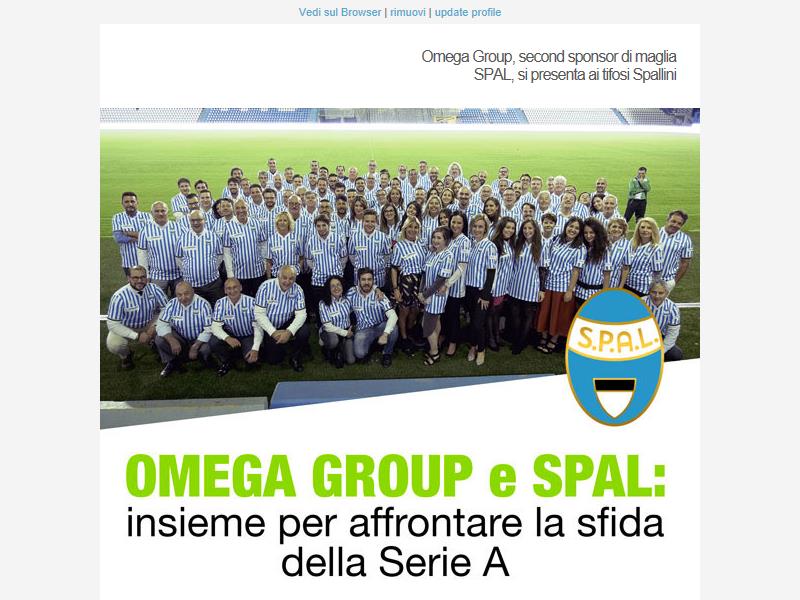 Vedi sul Browser | rimuovi | update profile
Omega Group, second sponsor di maglia
SPAL, si presenta ai tifosi Spallini
S.P.A.L.
OMEGA GROUP e SPAL:
insieme per affrontare la sfida
della Serie A